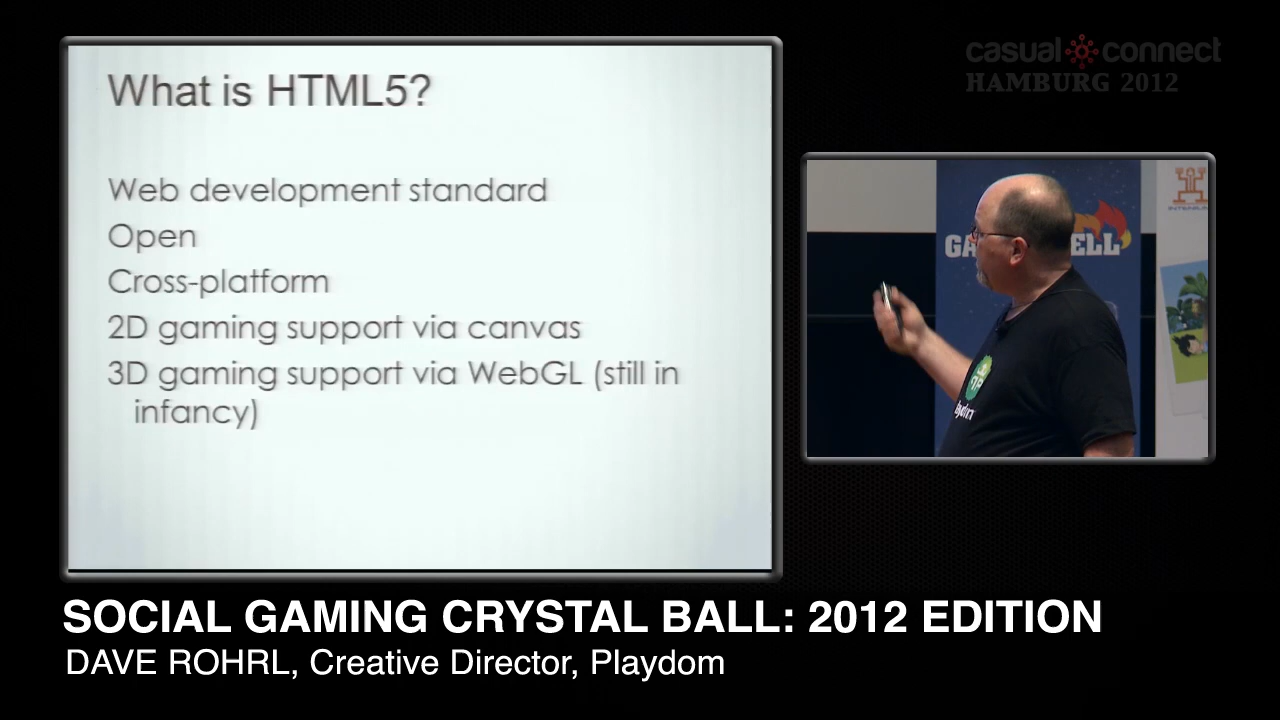 casual connect
HAMBURG 2012
What is HTML5?
Web development standard
Open
Cross-platform
2D gaming support via canvas
3D gaming support via WebGL (still in
infancy)
SOCIAL GAMING CRYSTAL BALL: 2012 EDITION
DAVE ROHRL, Creative Director, Playdom